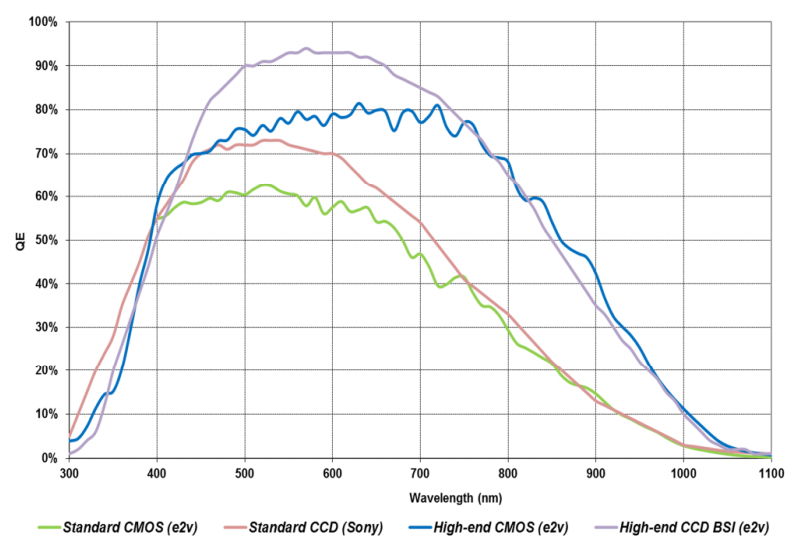 100%
90%
80%
70%
60%
50%
40%
30%
20%
10%
0%
QE
300 400 500 600 700 800 900 1000 1100
Wavelength (nm)
Standard CMOS (e2v) Standard CCD (Sony) High-end CMOS (e2v) High-end CCD BSI (e2v)